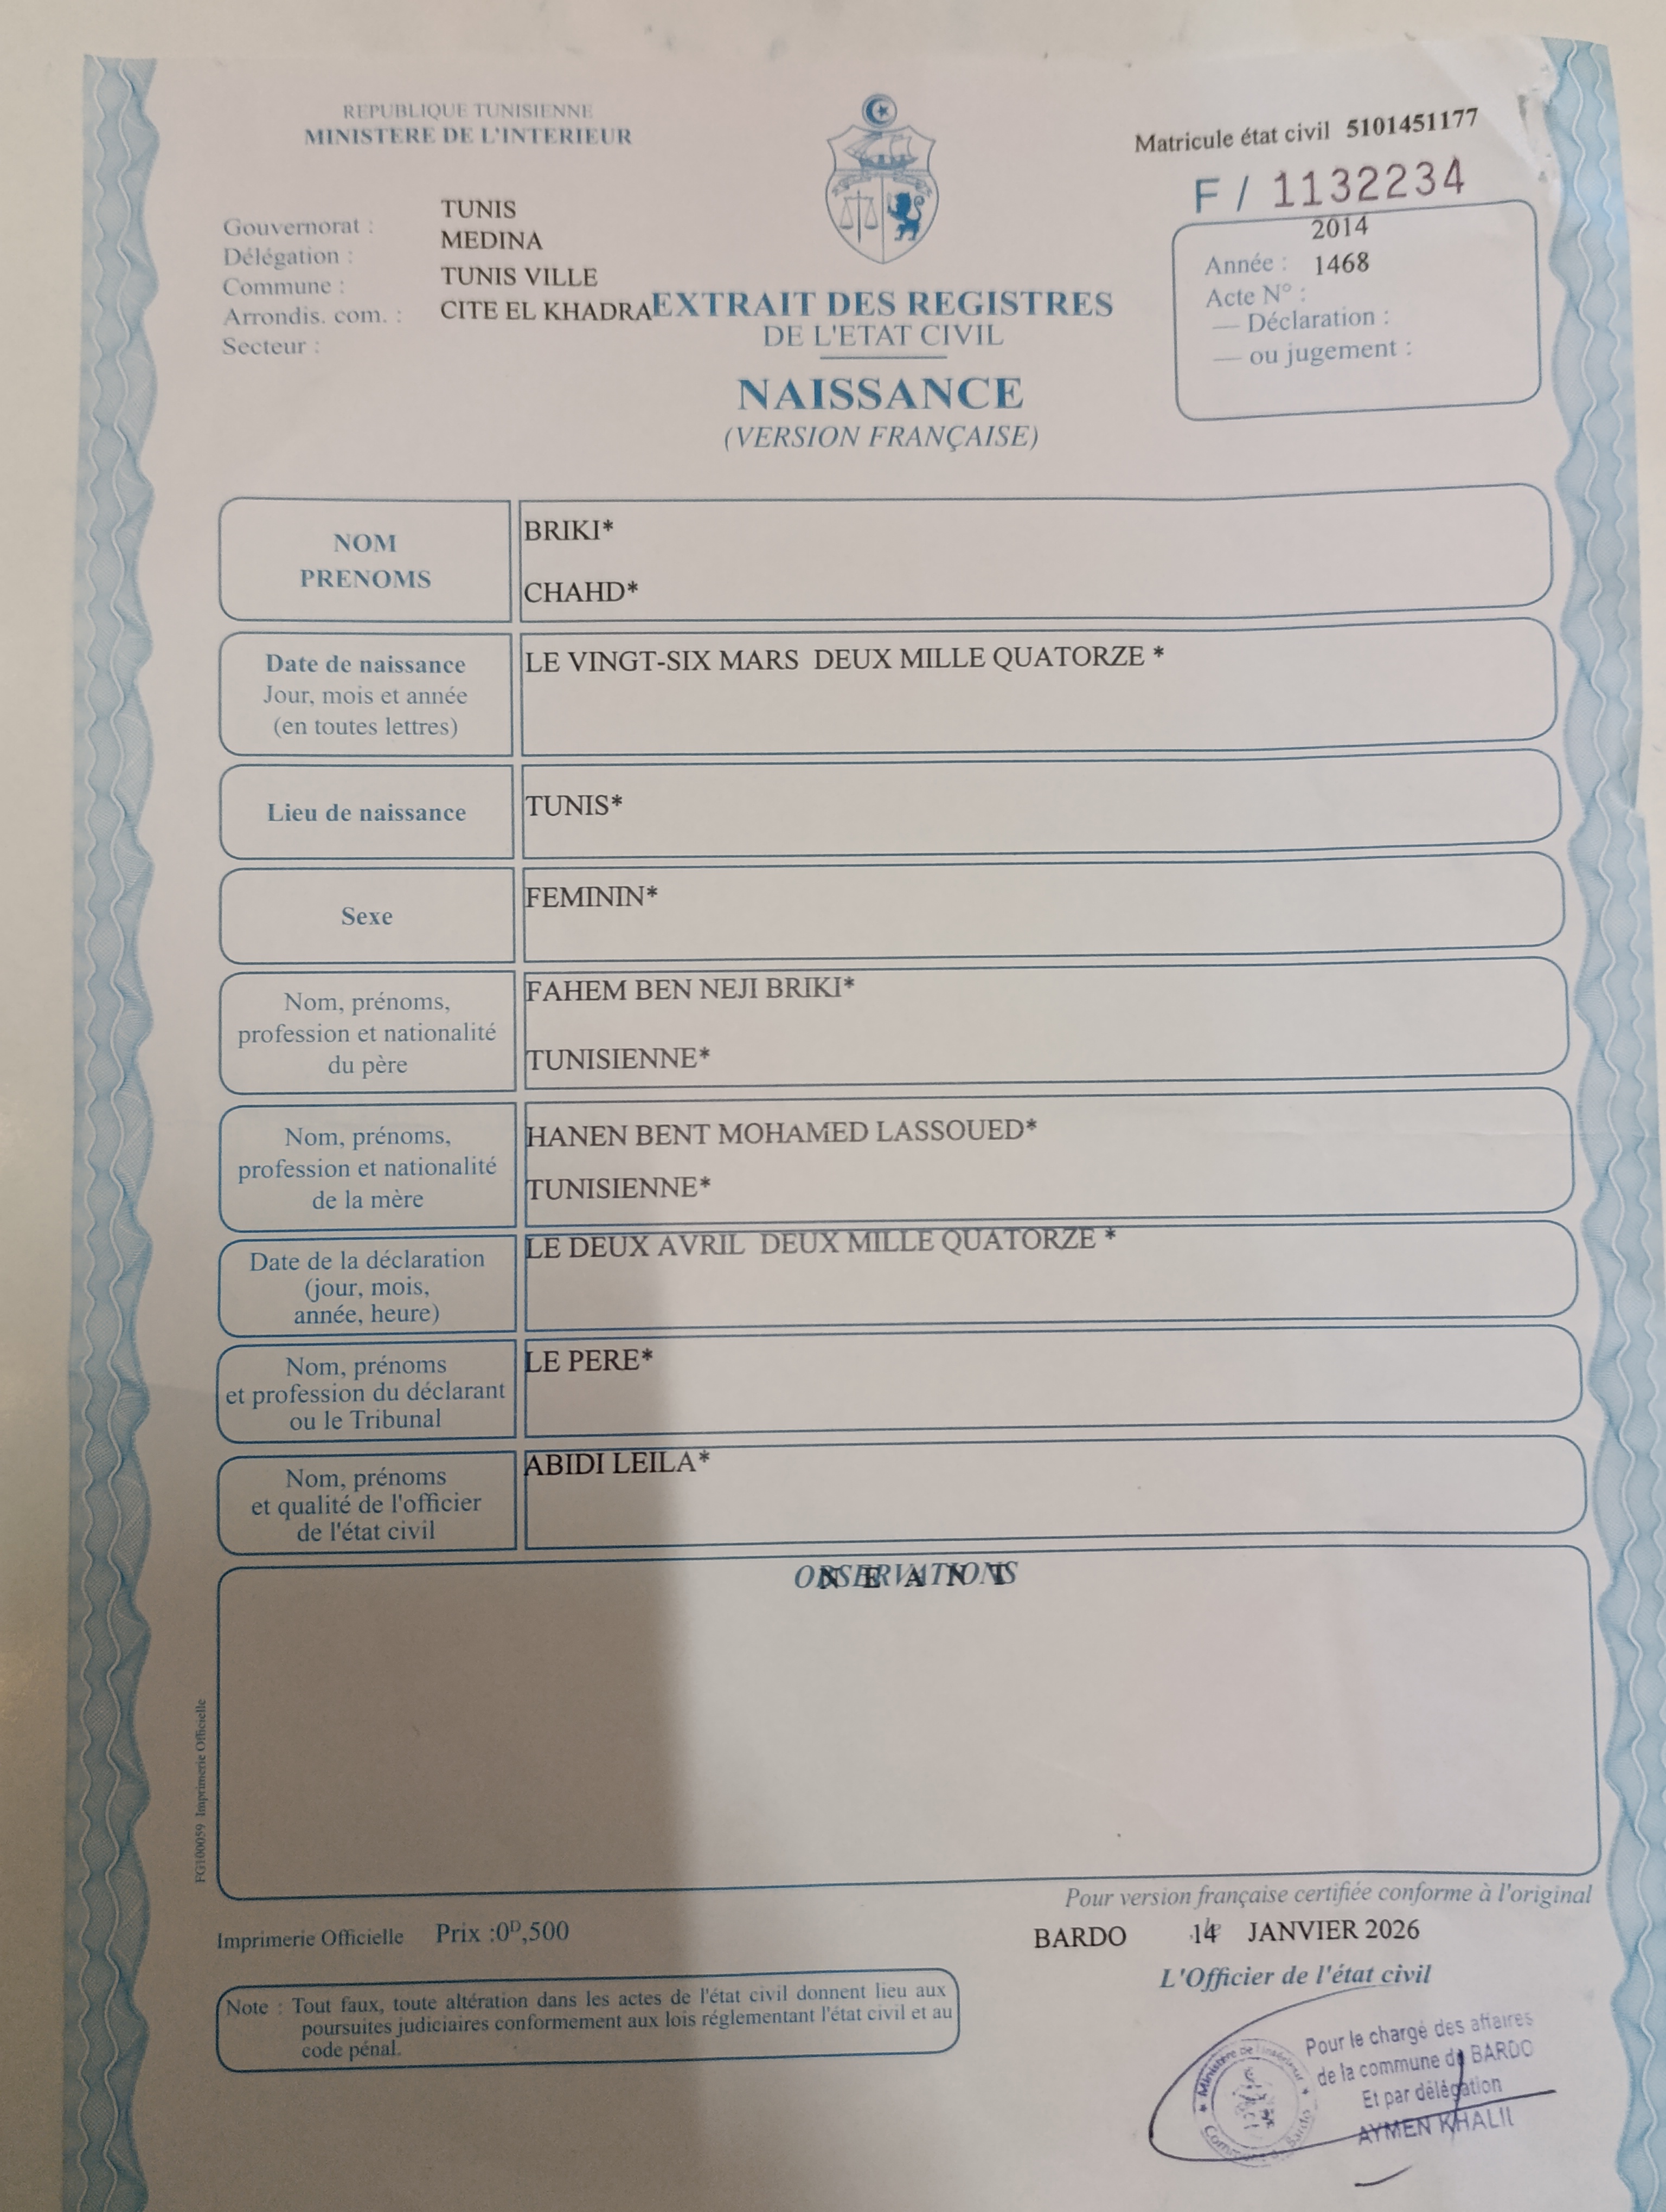 REPUBLIQUE TUNISIENNE
MINISTERE DE L'INTERIEUR
Matricule état civil 5101451177
F / 1132234
Gouvernorat : TUNIS
Délégation : MEDINA
Commune : TUNIS VILLE
Arrondis. com. : CITE EL KHADRA
Secteur :
2014
Année : 1468
Acte N° :
— Déclaration :
— ou jugement :
EXTRAIT DES REGISTRES
DE L'ETAT CIVIL
NAISSANCE
(VERSION FRANÇAISE)
NOM
PRENOMS
BRIKI*
CHAHD*
Date de naissance
Jour, mois et année
(en toutes lettres)
LE VINGT-SIX MARS DEUX MILLE QUATORZE *
Lieu de naissance
TUNIS*
Sexe
FEMININ*
Nom, prénoms,
profession et nationalité
du père
FAHEM BEN NEJI BRIKI*
TUNISIENNE*
Nom, prénoms,
profession et nationalité
de la mère
HANEN BENT MOHAMED LASSOUED*
TUNISIENNE*
Date de la déclaration
(jour, mois,
année, heure)
LE DEUX AVRIL DEUX MILLE QUATORZE *
Nom, prénoms
et profession du déclarant
ou le Tribunal
LE PERE*
Nom, prénoms
et qualité de l'officier
de l'état civil
ABIDI LEILA*
OBSERVATIONS
N E A N T
FG100059 Imprimerie Officielle
Pour version française certifiée conforme à l'original
Imprimerie Officielle Prix :0D,500
BARDO 14 JANVIER 2026
L'Officier de l'état civil
Note : Tout faux, toute altération dans les actes de l'état civil donnent lieu aux
poursuites judiciaires conformement aux lois réglementant l'état civil et au
code pénal.
Pour le chargé des affaires
de la commune de BARDO
Et par délégation
AYMEN KHALIL
Ministère de l'intérieur
Commune de Bardo